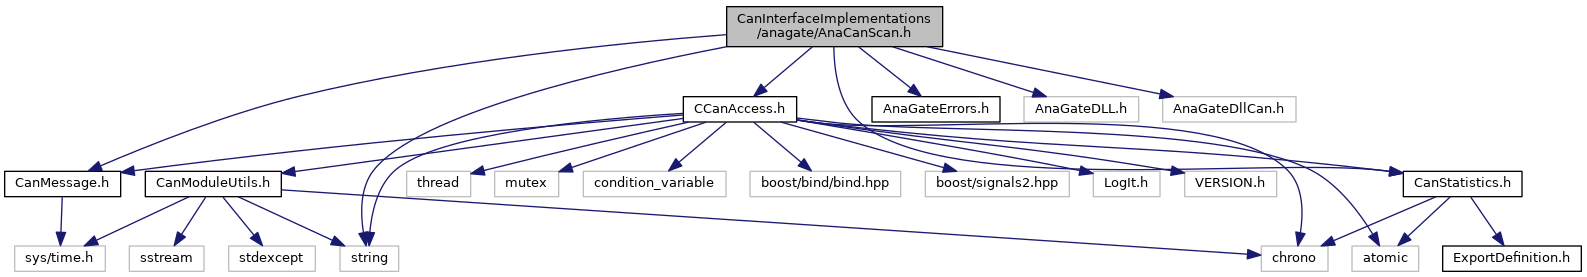 CanInterfaceImplementations
/anagate/AnaCanScan.h
CCanAccess.h
AnaGateErrors.h
AnaGateDLL.h
AnaGateDllCan.h
CanMessage.h
CanModuleUtils.h
thread
mutex
condition_variable
boost/bind/bind.hpp
boost/signals2.hpp
LogIt.h
VERSION.h
CanStatistics.h
sys/time.h
sstream
stdexcept
string
chrono
atomic
ExportDefinition.h